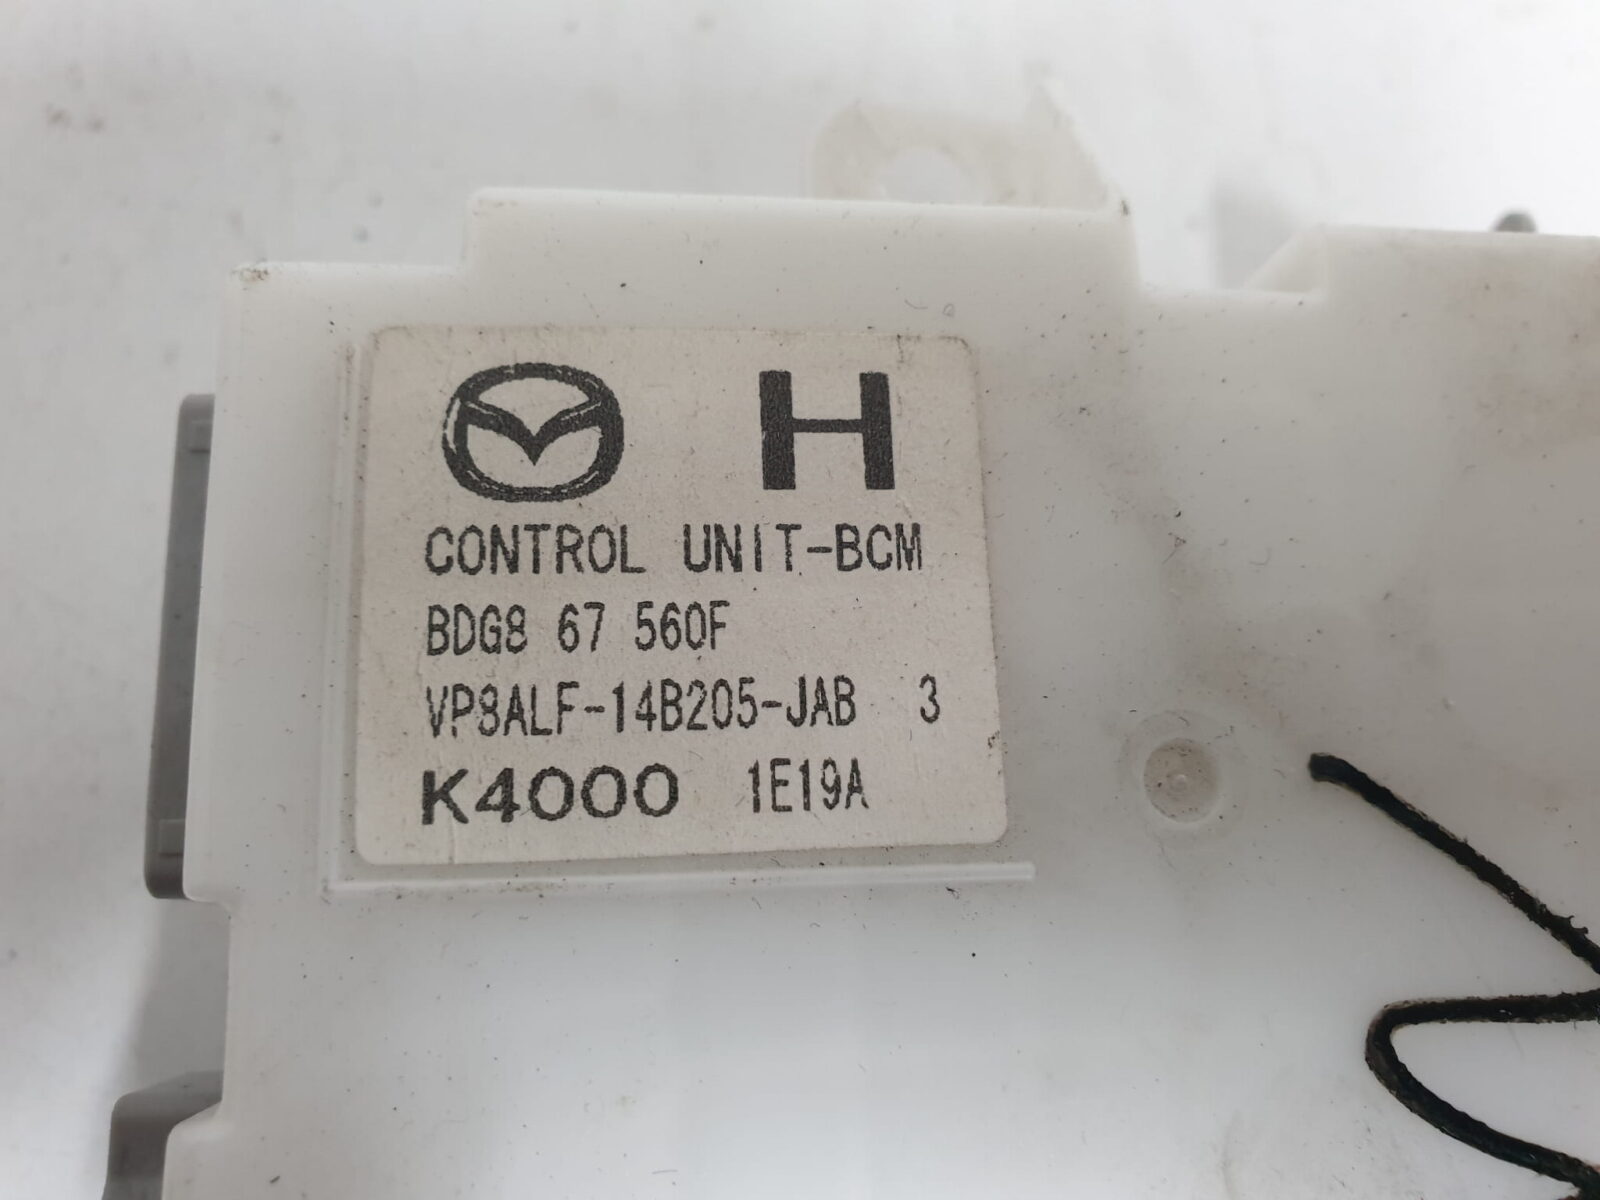 H
CONTROL UNIT-BCM
BDG8 67 560F
VP8ALF-14B205-JAB 3
K4000 1E19A